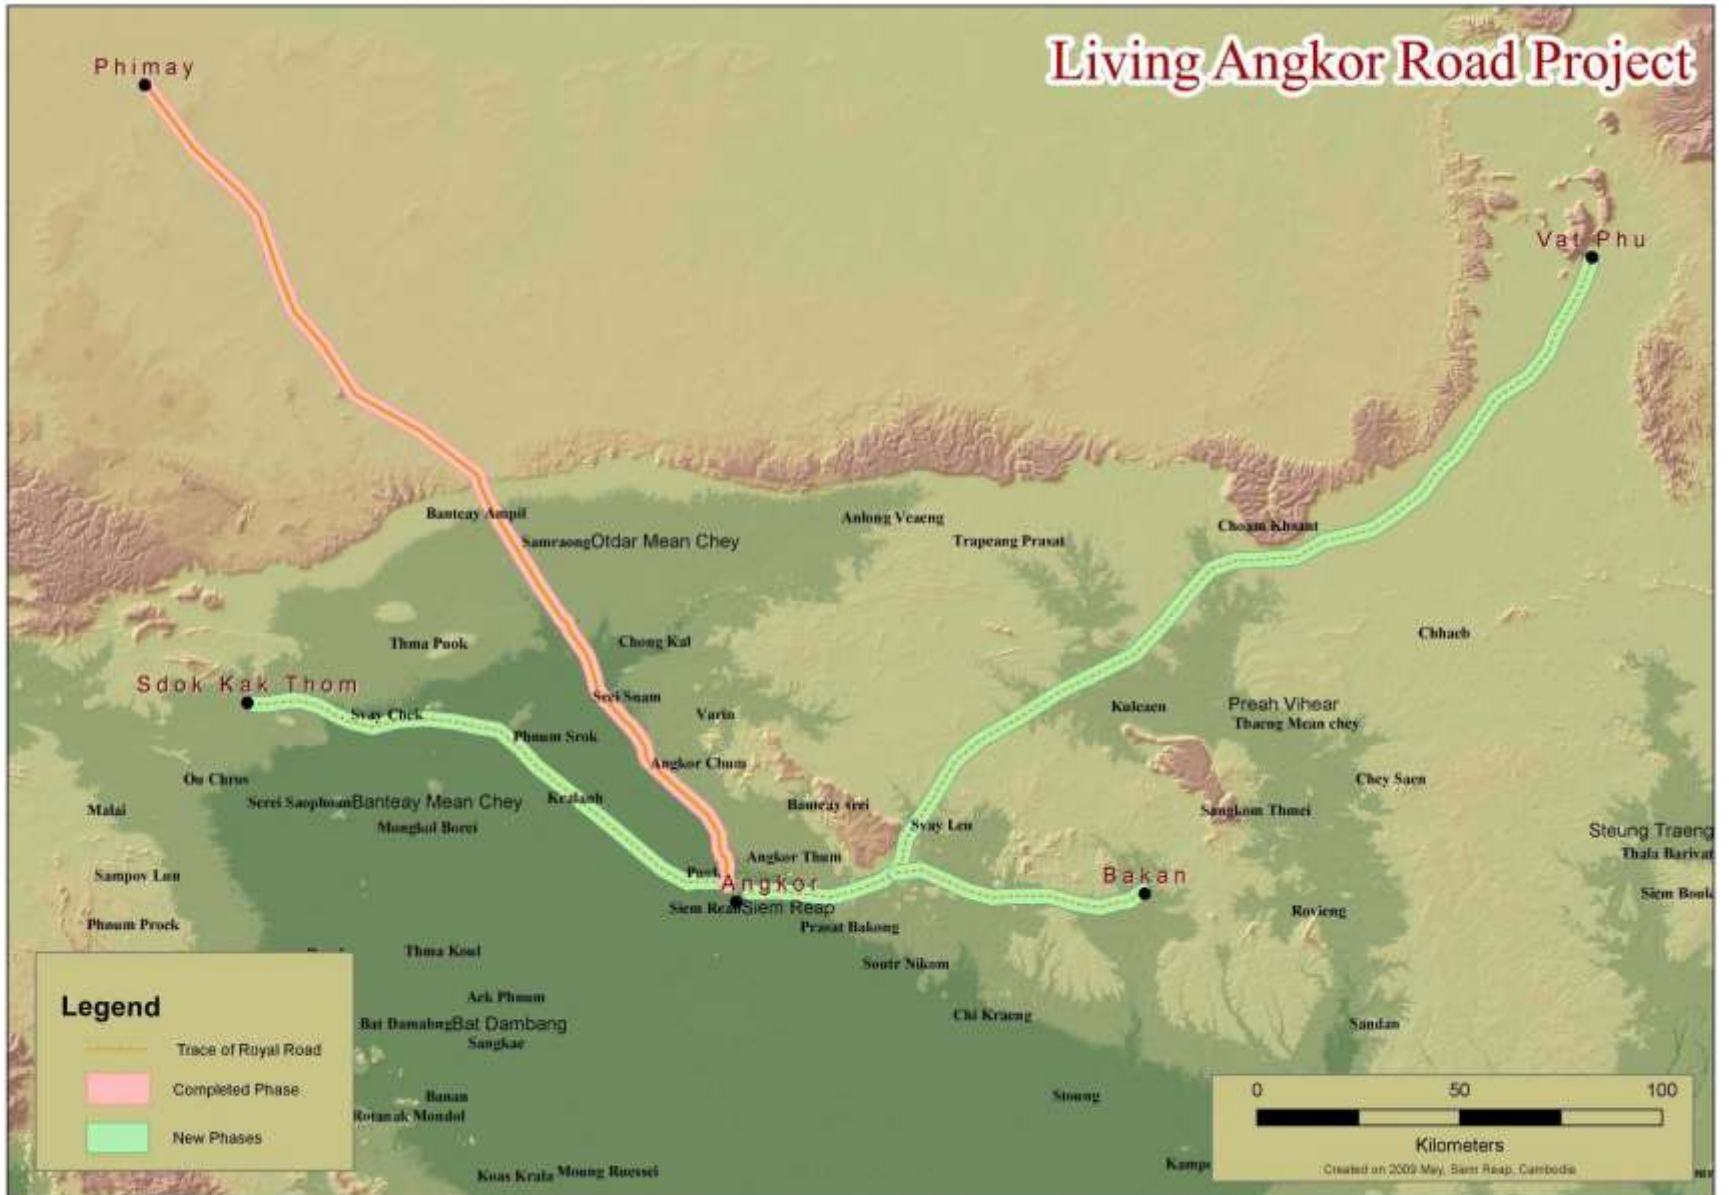 Living Angkor Road Project
Phimay
Vat Phu
Banteay Ampil
Anlong Veaeng
Choam Khsant
Samraong
Otdar Mean Chey
Trapeang Prasat
Chhaeb
Thma Puok
Chong Kal
Sdok Kak Thom
Srei Snam
Kuleaen
Preah Vihear
Svay Chek
Varin
Tbaeng Mean chey
Phnum Srok
Angkor Chum
Ou Chrov
Chey Saen
Serei Saophoan
Banteay Mean Chey
Kralanh
Banteay srei
Malai
Sangkom Thmei
Mongkol Borei
Svay Leu
Steung Traeng
Angkor Thum
Thala Barivat
Sampov Lun
Puok
Angkor
Bakan
Siem Reap
Siem Reap
Siem Bouk
Phnum Proek
Prasat Bakong
Rovieng
Thma Koul
Soutr Nikom
Aek Phnum
Chi Kraeng
Bat Dambang
Sandan
Sangkae
Banan
Stoung
Rotanak Mondol
Koas Krala
Moung Ruessei
Legend
Trace of Royal Road
Completed Phase
New Phases
0 50 100
Kilometers
Created on 2009 May, Siem Reap, Cambodia